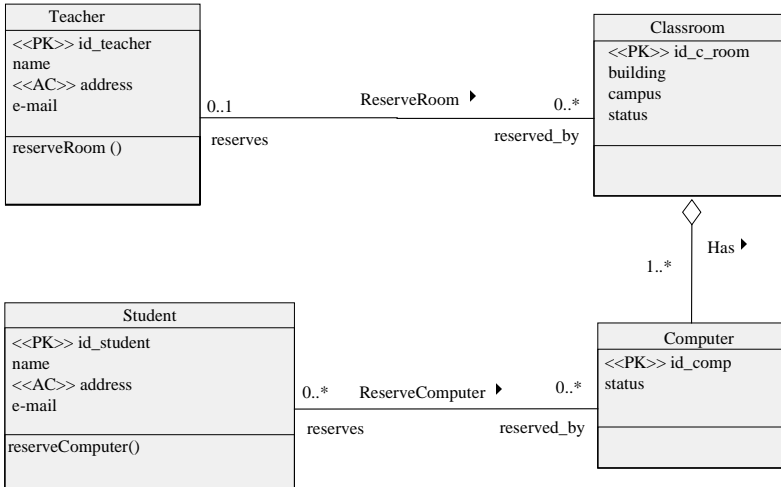 Teacher
<<PK>> id_teacher
name
<<AC>> address
e-mail
reserveRoom ()
0..1
reserves
ReserveRoom
0..*
reserved_by
Classroom
<<PK>> id_c_room
building
campus
status
Has
1..*
Student
<<PK>> id_student
name
<<AC>> address
e-mail
reserveComputer()
0..*
reserves
ReserveComputer
0..*
reserved_by
Computer
<<PK>> id_comp
status